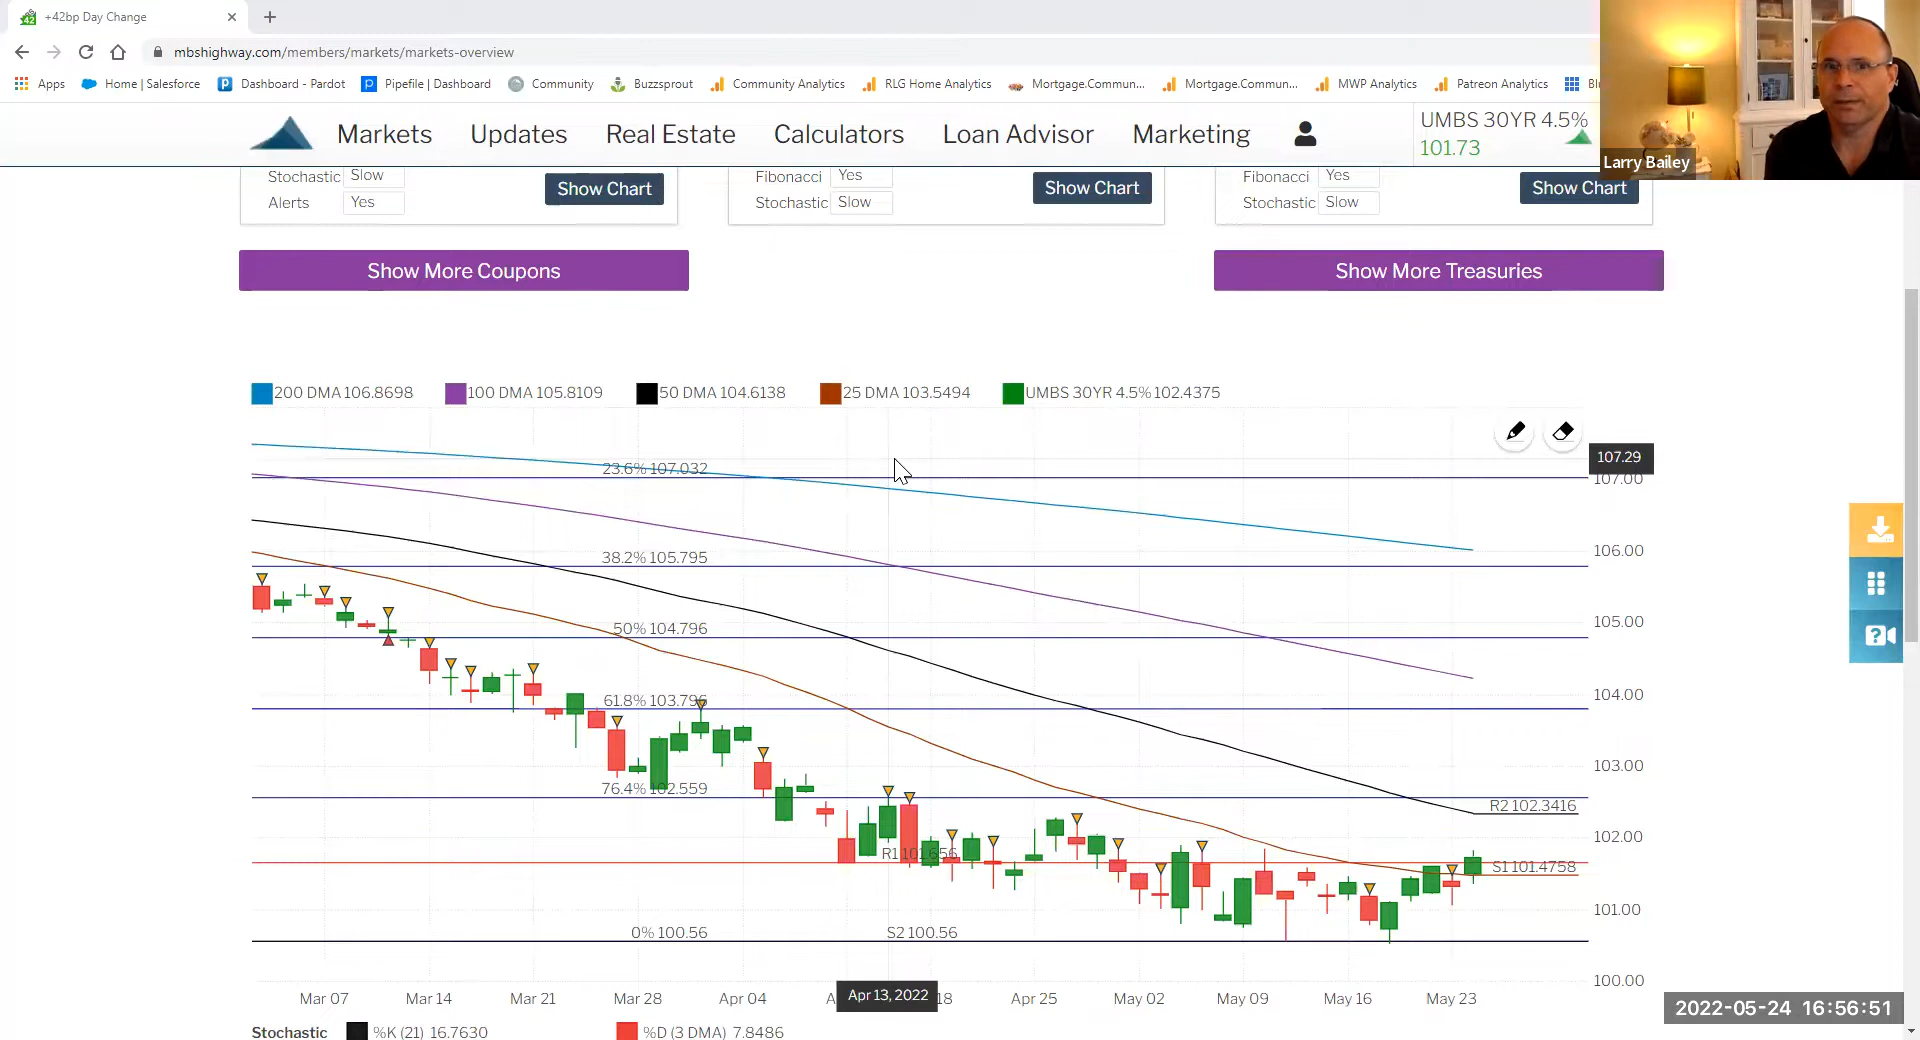 +42bp Day Change
mbshighway.com/members/markets/markets-overview
Apps Home | Salesforce Dashboard - Pardot Pipefile | Dashboard Community Buzzsprout Community Analytics RLG Home Analytics Mortgage.Commun... Mortgage.Commun... MWP Analytics Patreon Analytics
Markets Updates Real Estate Calculators Loan Advisor Marketing
UMBS 30YR 4.5%
101.73
Larry Bailey
Stochastic Slow
Alerts Yes
Show Chart
Fibonacci Yes
Stochastic Slow
Show Chart
Fibonacci Yes
Stochastic Slow
Show Chart
Show More Coupons
Show More Treasuries
200 DMA 106.8698 100 DMA 105.8109 50 DMA 104.6138 25 DMA 103.5494 UMBS 30YR 4.5% 102.4375
107.29
23.6% 107.032
107.00
106.00
38.2% 105.795
105.00
50% 104.796
104.00
61.8% 103.796
103.00
76.4% 102.559
R2 102.3416
102.00
R1 101.656
S1 101.4758
101.00
0% 100.56
S2 100.56
100.00
Mar 07 Mar 14 Mar 21 Mar 28 Apr 04 Apr 13, 2022 18 Apr 25 May 02 May 09 May 16 May 23
2022-05-24 16:56:51
Stochastic %K (21) 16.7630 %D (3 DMA) 7.8486